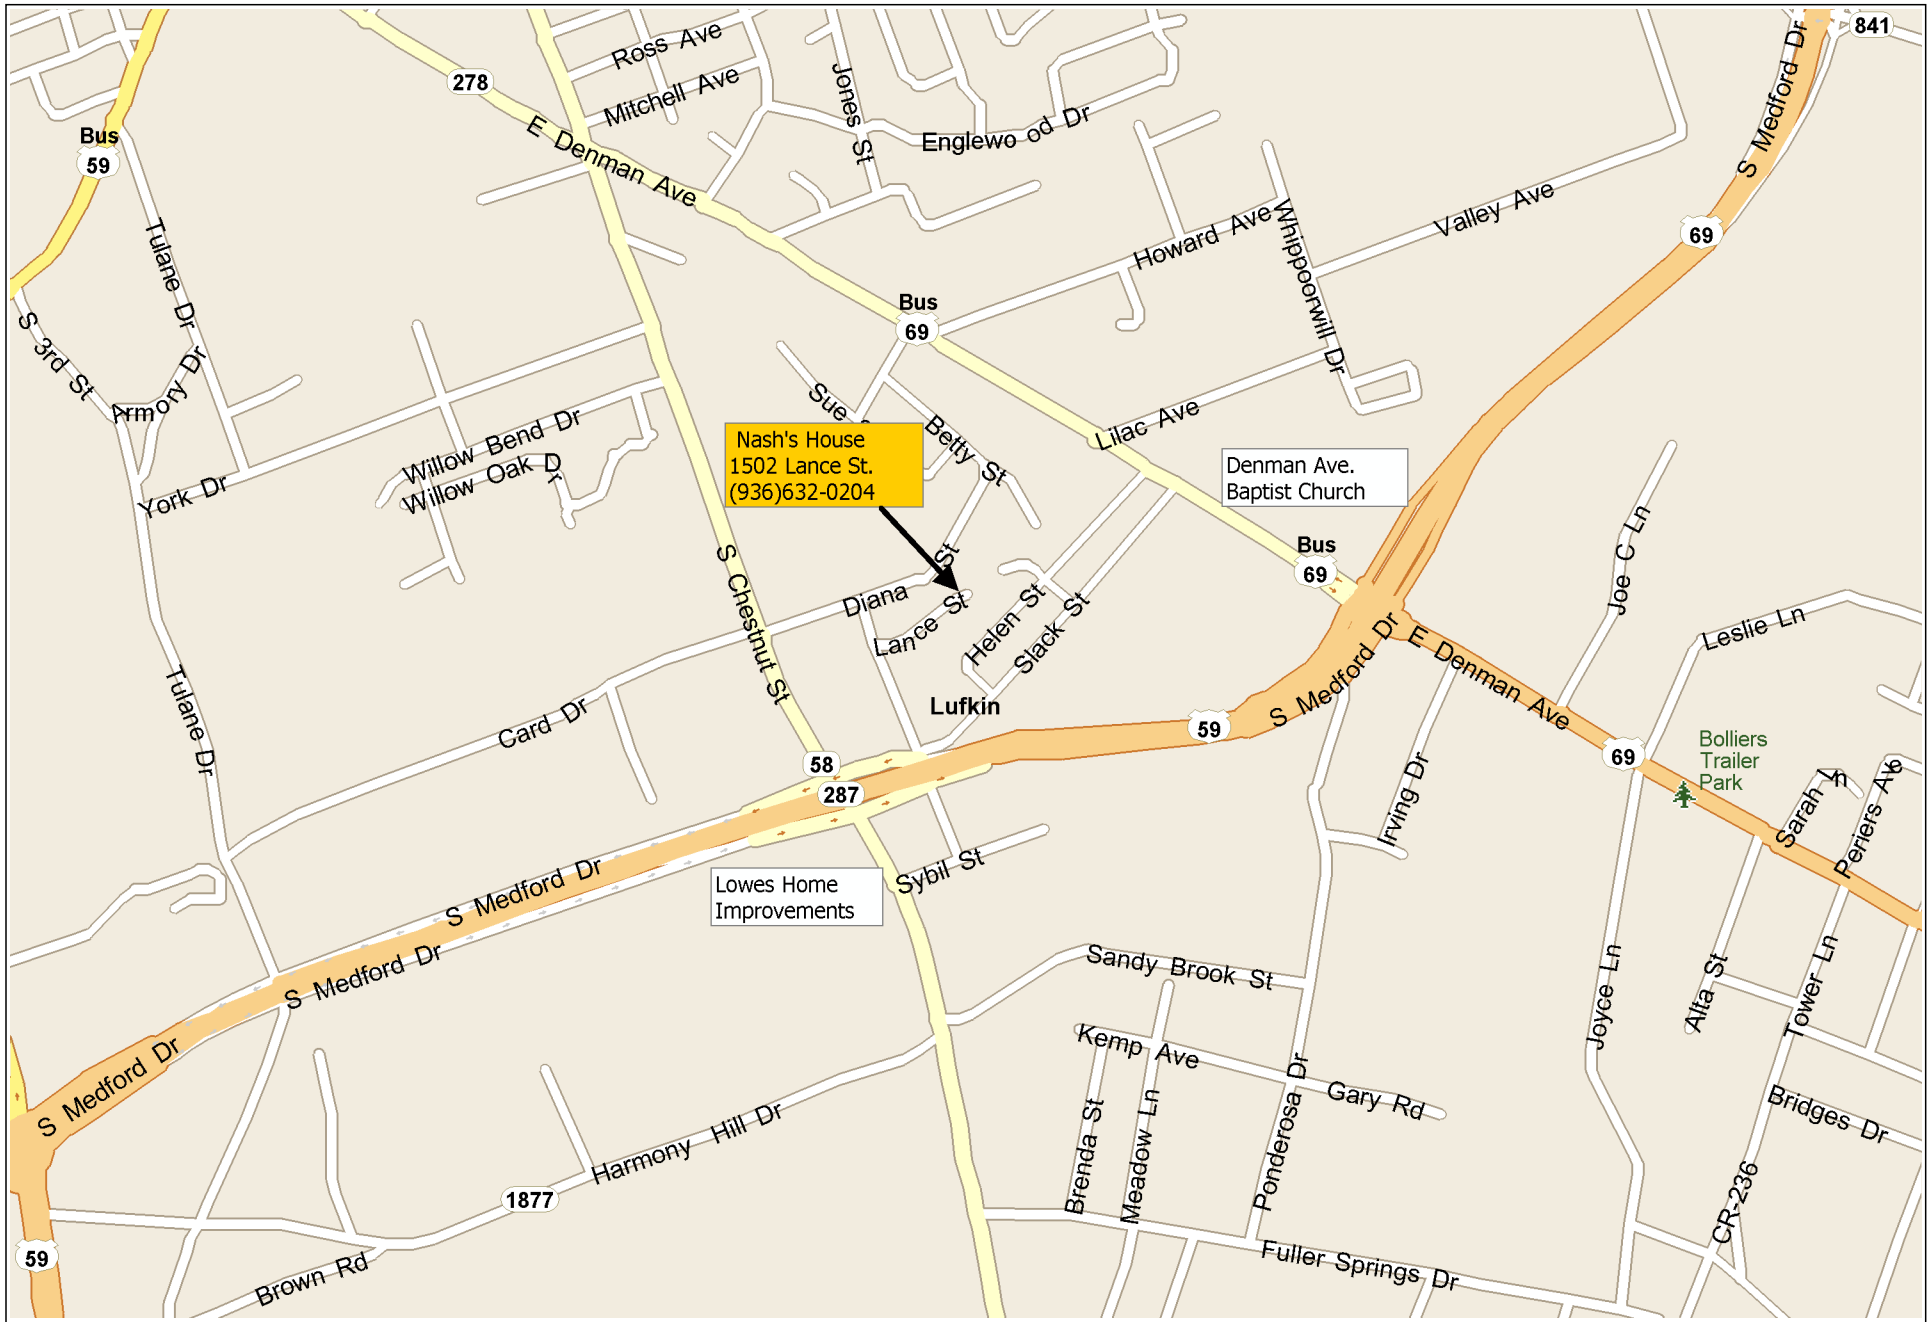 841
Ross Ave
278
Mitchell Ave
Jones St
S Medford Dr
E Denman Ave
Englewo od Dr
Bus
59
Tulane Dr
Howard Ave
Whippoorwill Dr
Valley Ave
69
Bus
69
S 3rd St
Armory Dr
Sue
Betty St
Lilac Ave
Willow Bend Dr
Willow Oak Dr
York Dr
Nash's House
1502 Lance St.
(936)632-0204
Denman Ave.
Baptist Church
Bus
69
Joe C Ln
S Chestnut St
Diana St
Lance St
Helen St
Slack St
Leslie Ln
S Medford Dr
E Denman Ave
Tulane Dr
Card Dr
Lufkin
59
58
287
69
Bolliers
Trailer
Park
Irving Dr
Sarah Ln
Periers Ave
S Medford Dr
Lowes Home
Improvements
Sybil St
S Medford Dr
Sandy Brook St
Joyce Ln
Alta St
Tower Ln
S Medford Dr
Kemp Ave
Gary Rd
Brenda St
Meadow Ln
Ponderosa Dr
Bridges Dr
Harmony Hill Dr
1877
CR-236
59
Brown Rd
Fuller Springs Dr